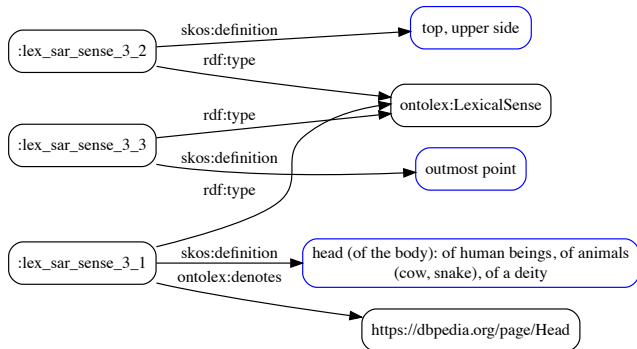 skos:definition
top, upper side
:lex_sar_sense_3_2
rdf:type
ontolex:LexicalSense
rdf:type
:lex_sar_sense_3_3
skos:definition
outmost point
rdf:type
:lex_sar_sense_3_1
skos:definition
head (of the body): of human beings, of animals
(cow, snake), of a deity
ontolex:denotes
https://dbpedia.org/page/Head